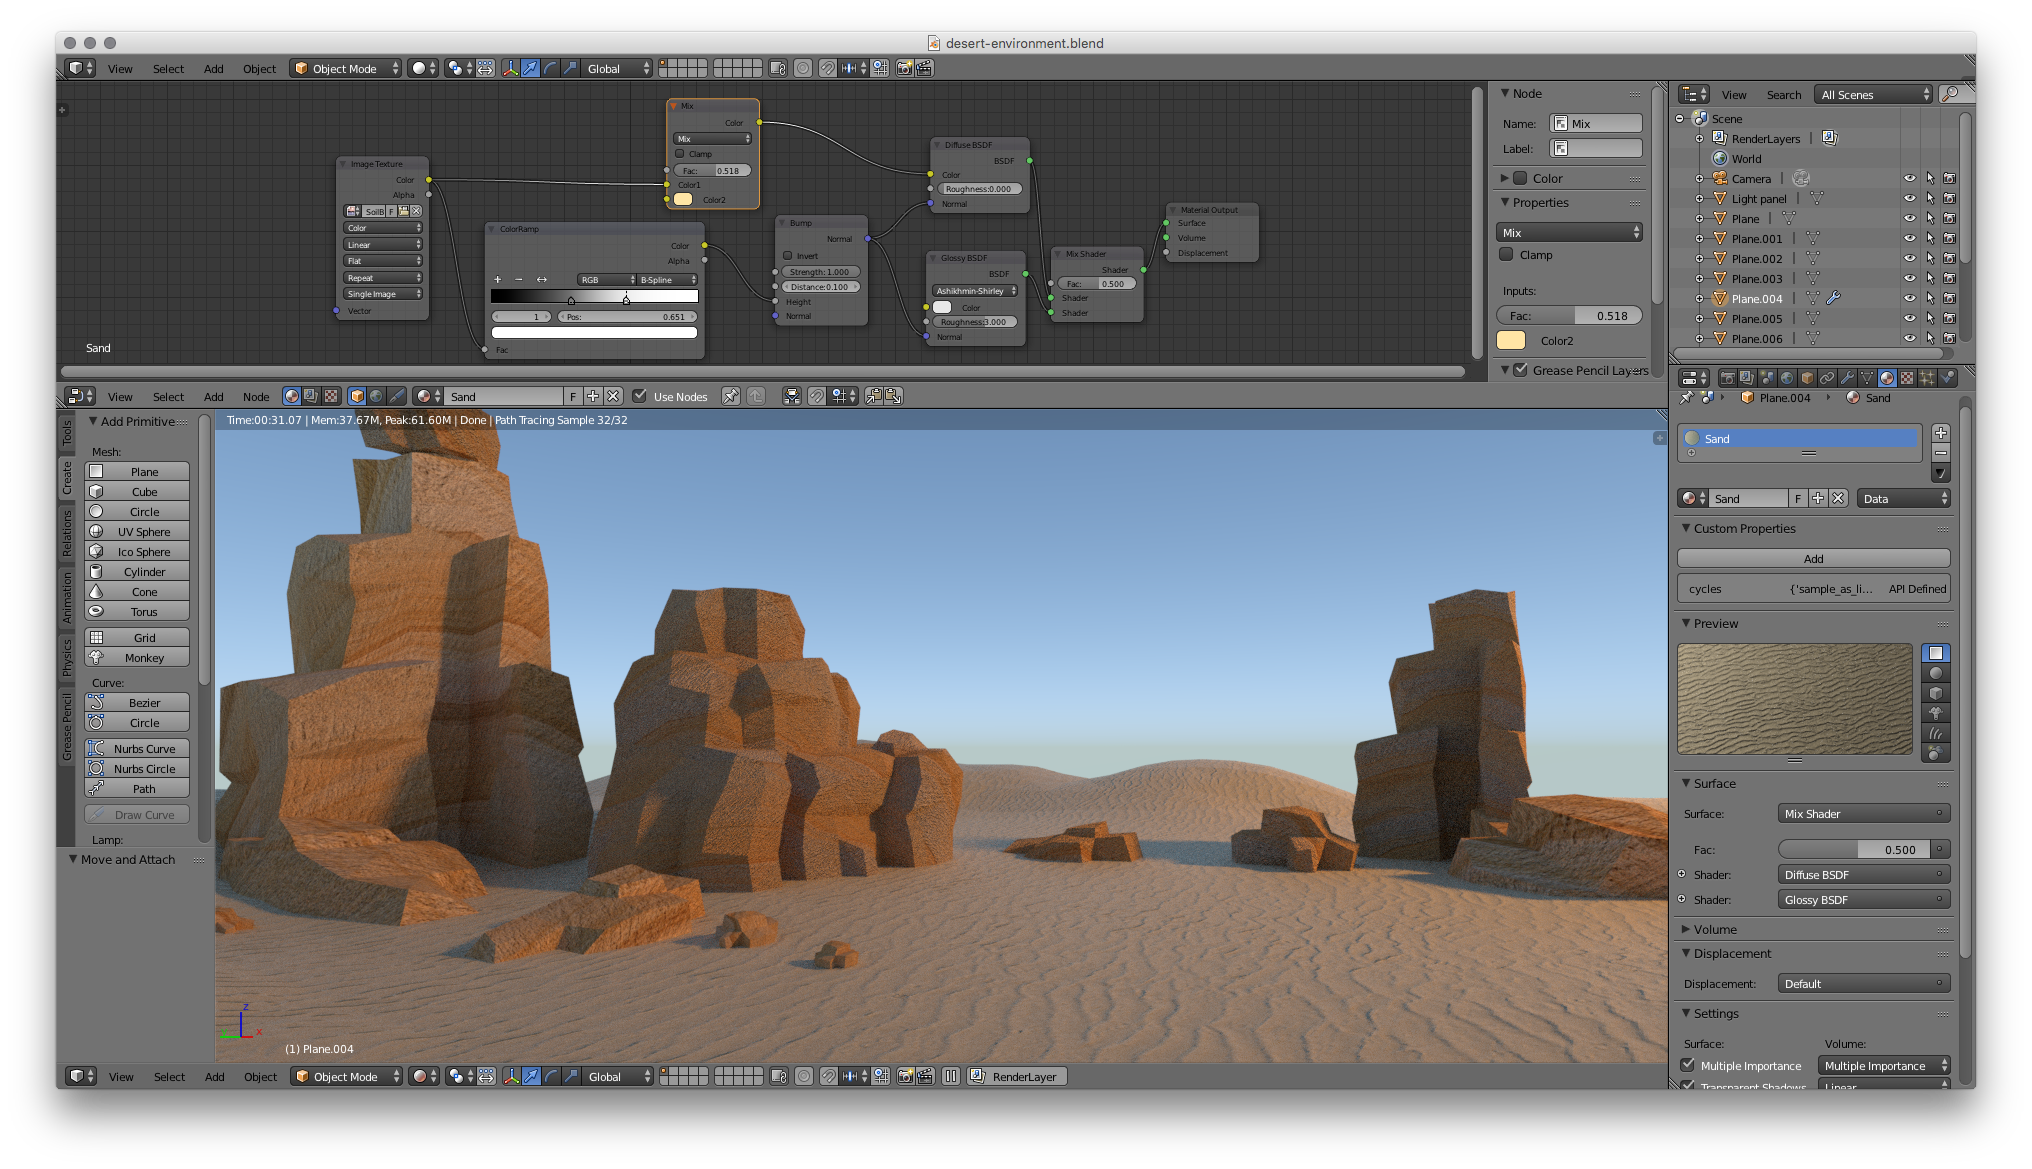 desert-environment.blend
View Select Add Object Object Mode Global
Mix
Color
Mix
Clamp
Fac: 0.518
Color1
Color2
Image Texture
Color
Alpha
SoilB F
Color
Linear
Flat
Repeat
Single Image
Vector
ColorRamp
Color
Alpha
RGB B-Spline
1 Pos: 0.651
Fac
Bump
Normal
Invert
Strength: 1.000
Distance:0.100
Height
Normal
Diffuse BSDF
BSDF
Color
Roughness:0.000
Normal
Glossy BSDF
BSDF
Ashikhmin-Shirley
Color
Roughness:3.000
Normal
Mix Shader
Shader
Fac: 0.500
Shader
Shader
Material Output
Surface
Volume
Displacement
Sand
Node
Name: Mix
Label:
Color
Properties
Mix
Clamp
Inputs:
Fac: 0.518
Color2
Grease Pencil Layers
View Search All Scenes
Scene
RenderLayers
World
Camera
Light panel
Plane
Plane.001
Plane.002
Plane.003
Plane.004
Plane.005
Plane.006
View Select Add Node Sand F Use Nodes
Tools
Create
Relations
Animation
Physics
Grease Pencil
Add Primitive
Mesh:
Plane
Cube
Circle
UV Sphere
Ico Sphere
Cylinder
Cone
Torus
Grid
Monkey
Curve:
Bezier
Circle
Nurbs Curve
Nurbs Circle
Path
Draw Curve
Lamp:
Move and Attach
Time:00:31.07 | Mem:37.67M, Peak:61.60M | Done | Path Tracing Sample 32/32
z
x
(1) Plane.004
View Select Add Object Object Mode Global RenderLayer
Plane.004 Sand
Sand
Sand F Data
Custom Properties
Add
cycles {'sample_as_li... API Defined
Preview
Surface
Surface: Mix Shader
Fac: 0.500
Shader: Diffuse BSDF
Shader: Glossy BSDF
Volume
Displacement
Displacement: Default
Settings
Surface: Volume:
Multiple Importance Multiple Importance
Transparent Shadows Linear